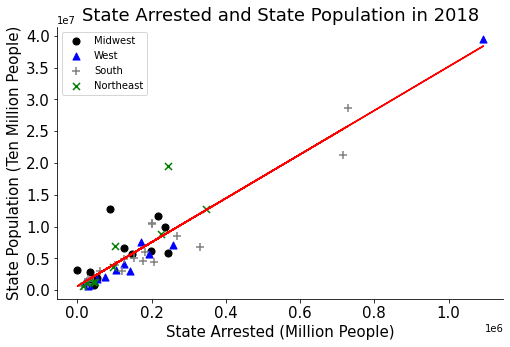 State Arrested and State Population in 2018
1e7
State Population (Ten Million People)
4.0
3.5
3.0
2.5
2.0
1.5
1.0
0.5
0.0
Midwest
West
South
Northeast
0.0 0.2 0.4 0.6 0.8 1.0
1e6
State Arrested (Million People)